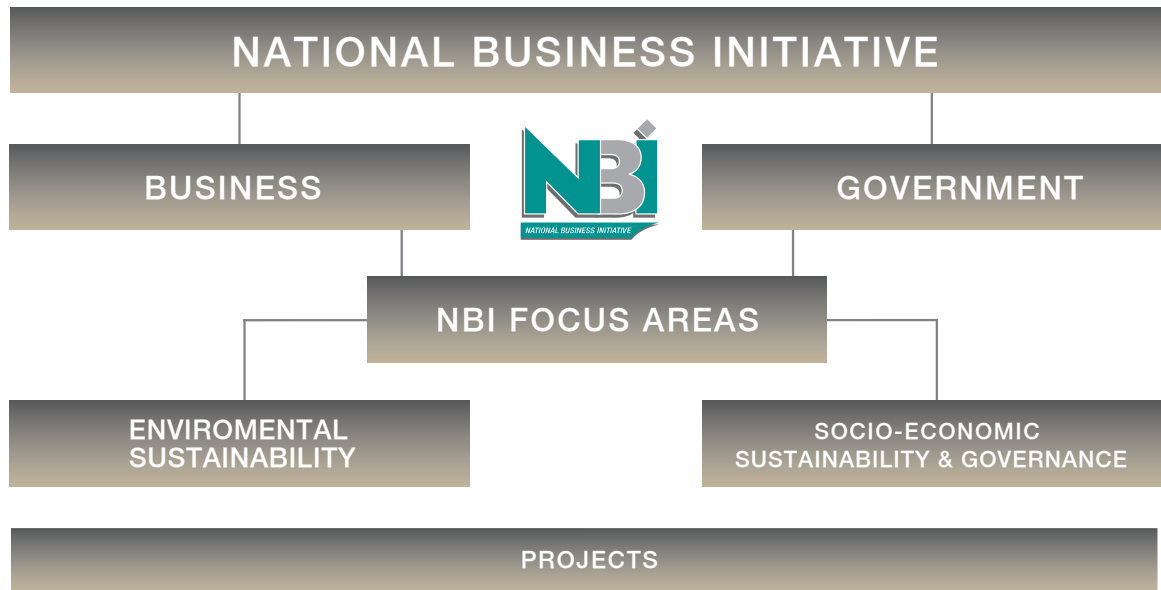 NATIONAL BUSINESS INITIATIVE
BUSINESS
NBi
NATIONAL BUSINESS INITIATIVE
GOVERNMENT
NBI FOCUS AREAS
ENVIROMENTAL
SUSTAINABILITY
SOCIO-ECONOMIC
SUSTAINABILITY & GOVERNANCE
PROJECTS